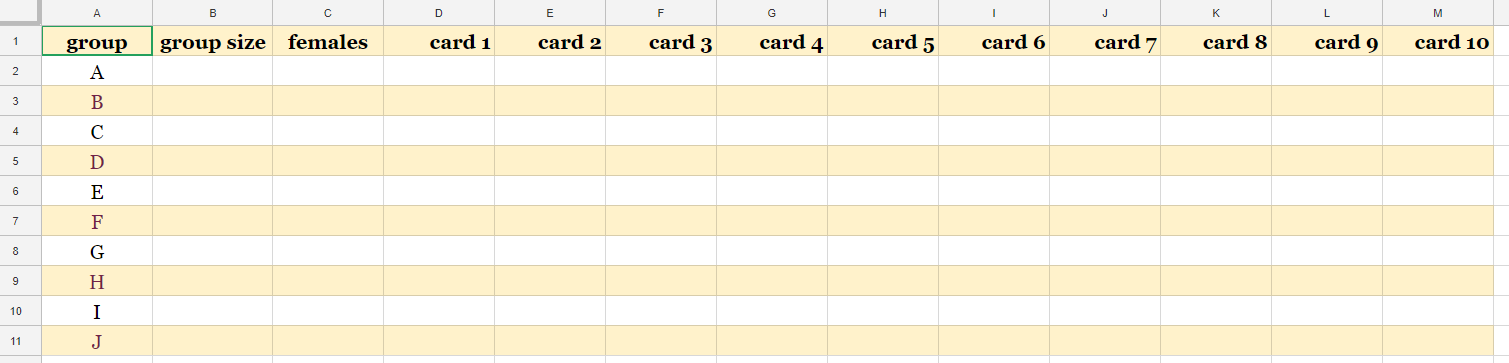 A B C D E F G H I J K L M
1 group group size females card 1 card 2 card 3 card 4 card 5 card 6 card 7 card 8 card 9 card 10
2 A
3 B
4 C
5 D
6 E
7 F
8 G
9 H
10 I
11 J